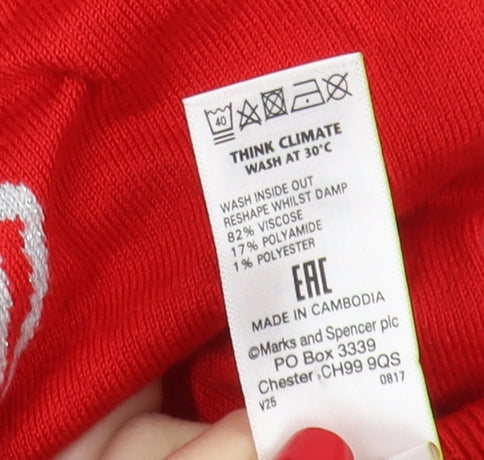 40
THINK CLIMATE
WASH AT 30°C
WASH INSIDE OUT
RESHAPE WHILST DAMP
82% VISCOSE
17% POLYAMIDE
1% POLYESTER
EAC
MADE IN CAMBODIA
©Marks and Spencer plc
PO Box 3339
Chester, CH99 9QS
V25 0817